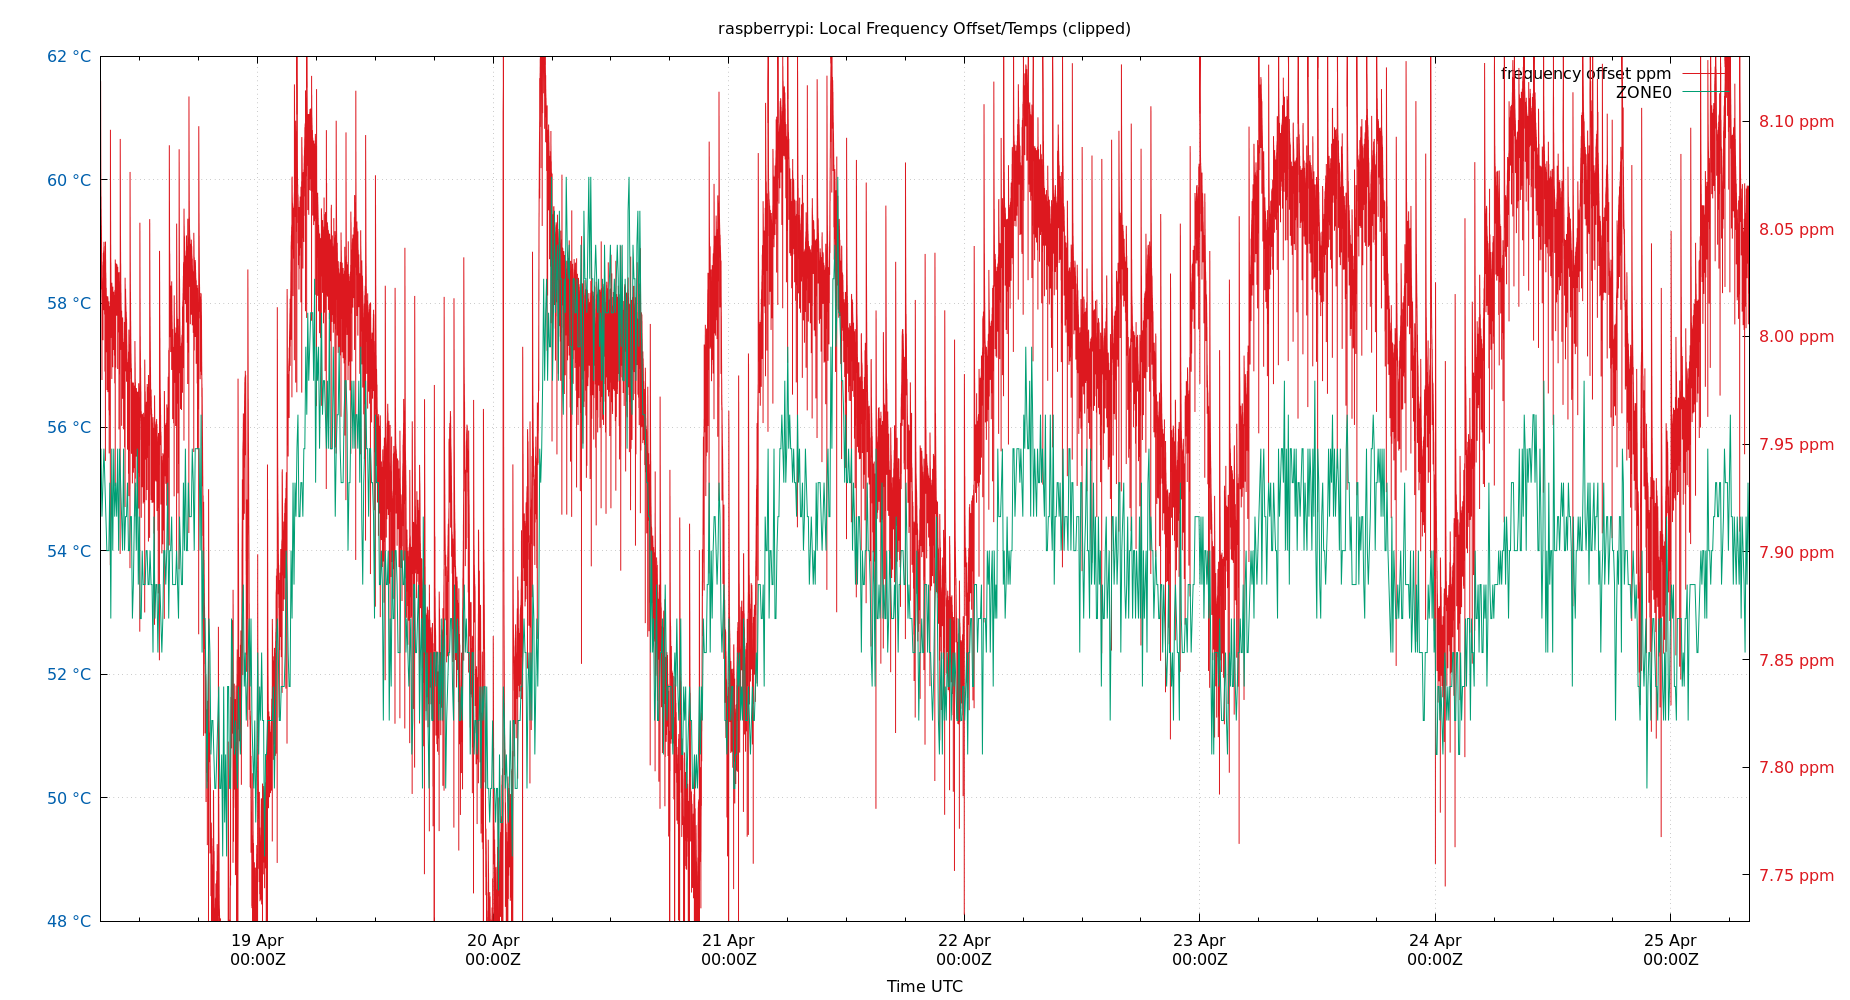 raspberrypi: Local Frequency Offset/Temps (clipped)
62 °C
60 °C
58 °C
56 °C
54 °C
52 °C
50 °C
48 °C
frequency offset ppm
ZONE0
8.10 ppm
8.05 ppm
8.00 ppm
7.95 ppm
7.90 ppm
7.85 ppm
7.80 ppm
7.75 ppm
19 Apr
00:00Z
20 Apr
00:00Z
21 Apr
00:00Z
22 Apr
00:00Z
23 Apr
00:00Z
24 Apr
00:00Z
25 Apr
00:00Z
Time UTC